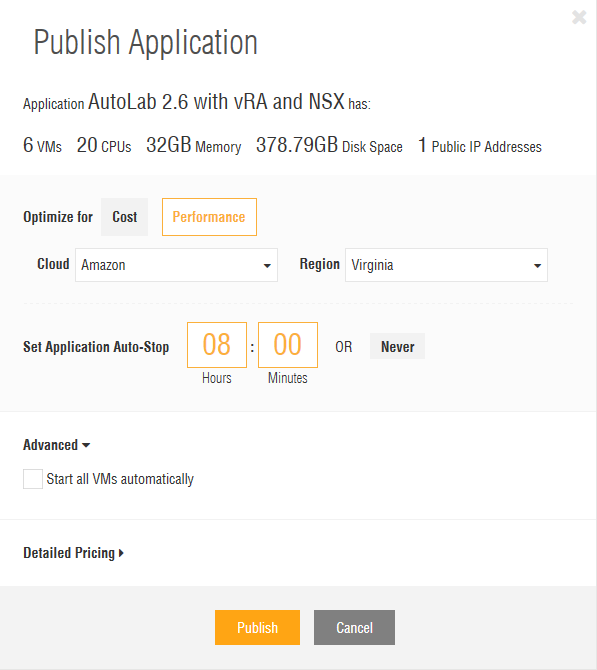 Publish Application
Application AutoLab 2.6 with vRA and NSX has:
6 VMs 20 CPUs 32GB Memory 378.79GB Disk Space 1 Public IP Addresses
Optimize for Cost Performance
Cloud Amazon Region Virginia
Set Application Auto-Stop 08 : 00 OR Never
Hours Minutes
Advanced
Start all VMs automatically
Detailed Pricing
Publish Cancel